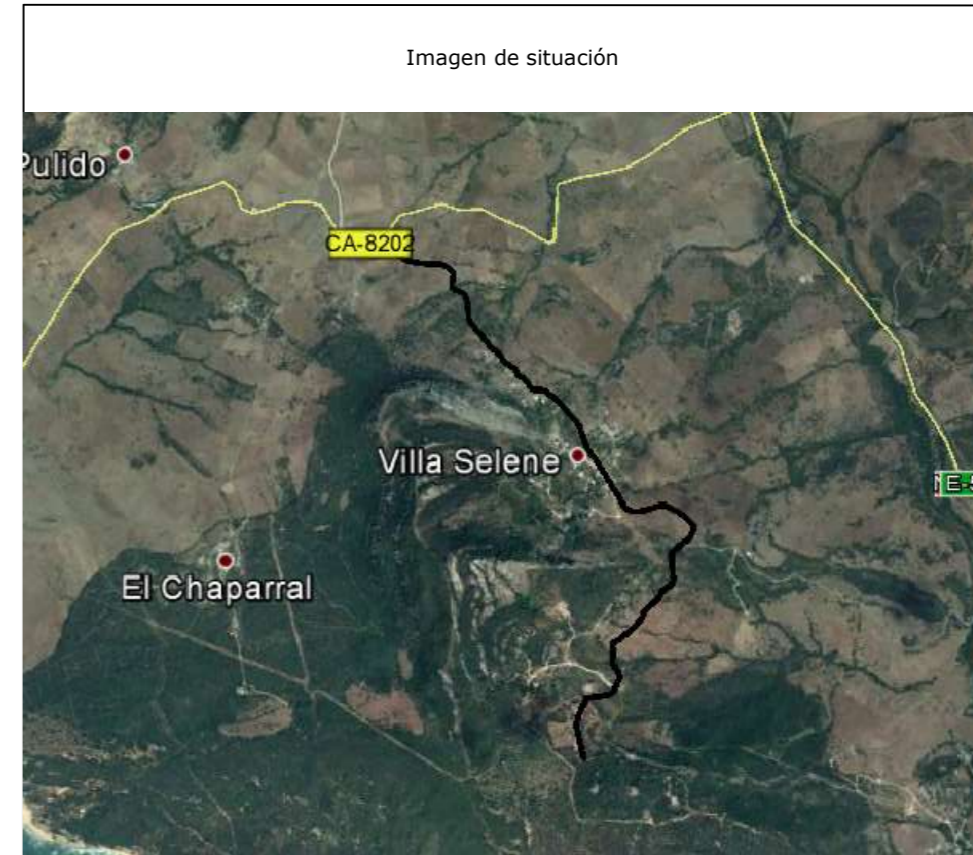 Imagen de situación
Pulido
CA-8202
Villa Selene
El Chaparral